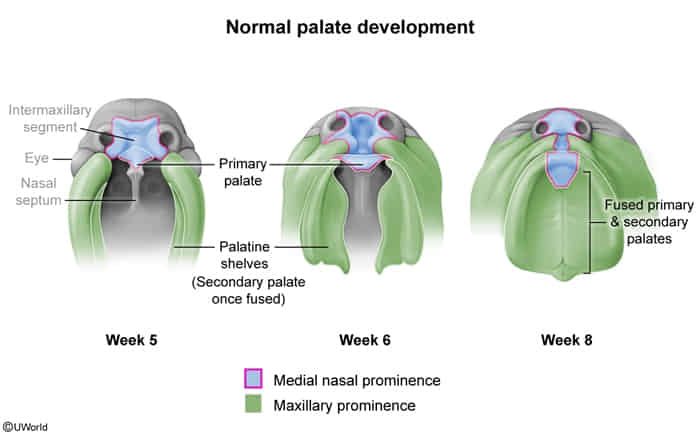 Normal palate development
Intermaxillary
segment
Eye
Nasal
septum
Primary
palate
Palatine
shelves
(Secondary palate
once fused)
Fused primary
& secondary
palates
Week 5
Week 6
Week 8
Medial nasal prominence
Maxillary prominence
©UWorld